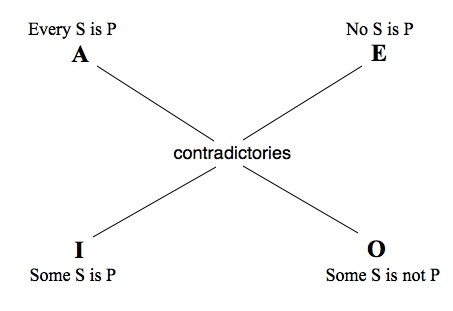 Every S is P
No S is P
A
E
contradictories
I
O
Some S is P
Some S is not P